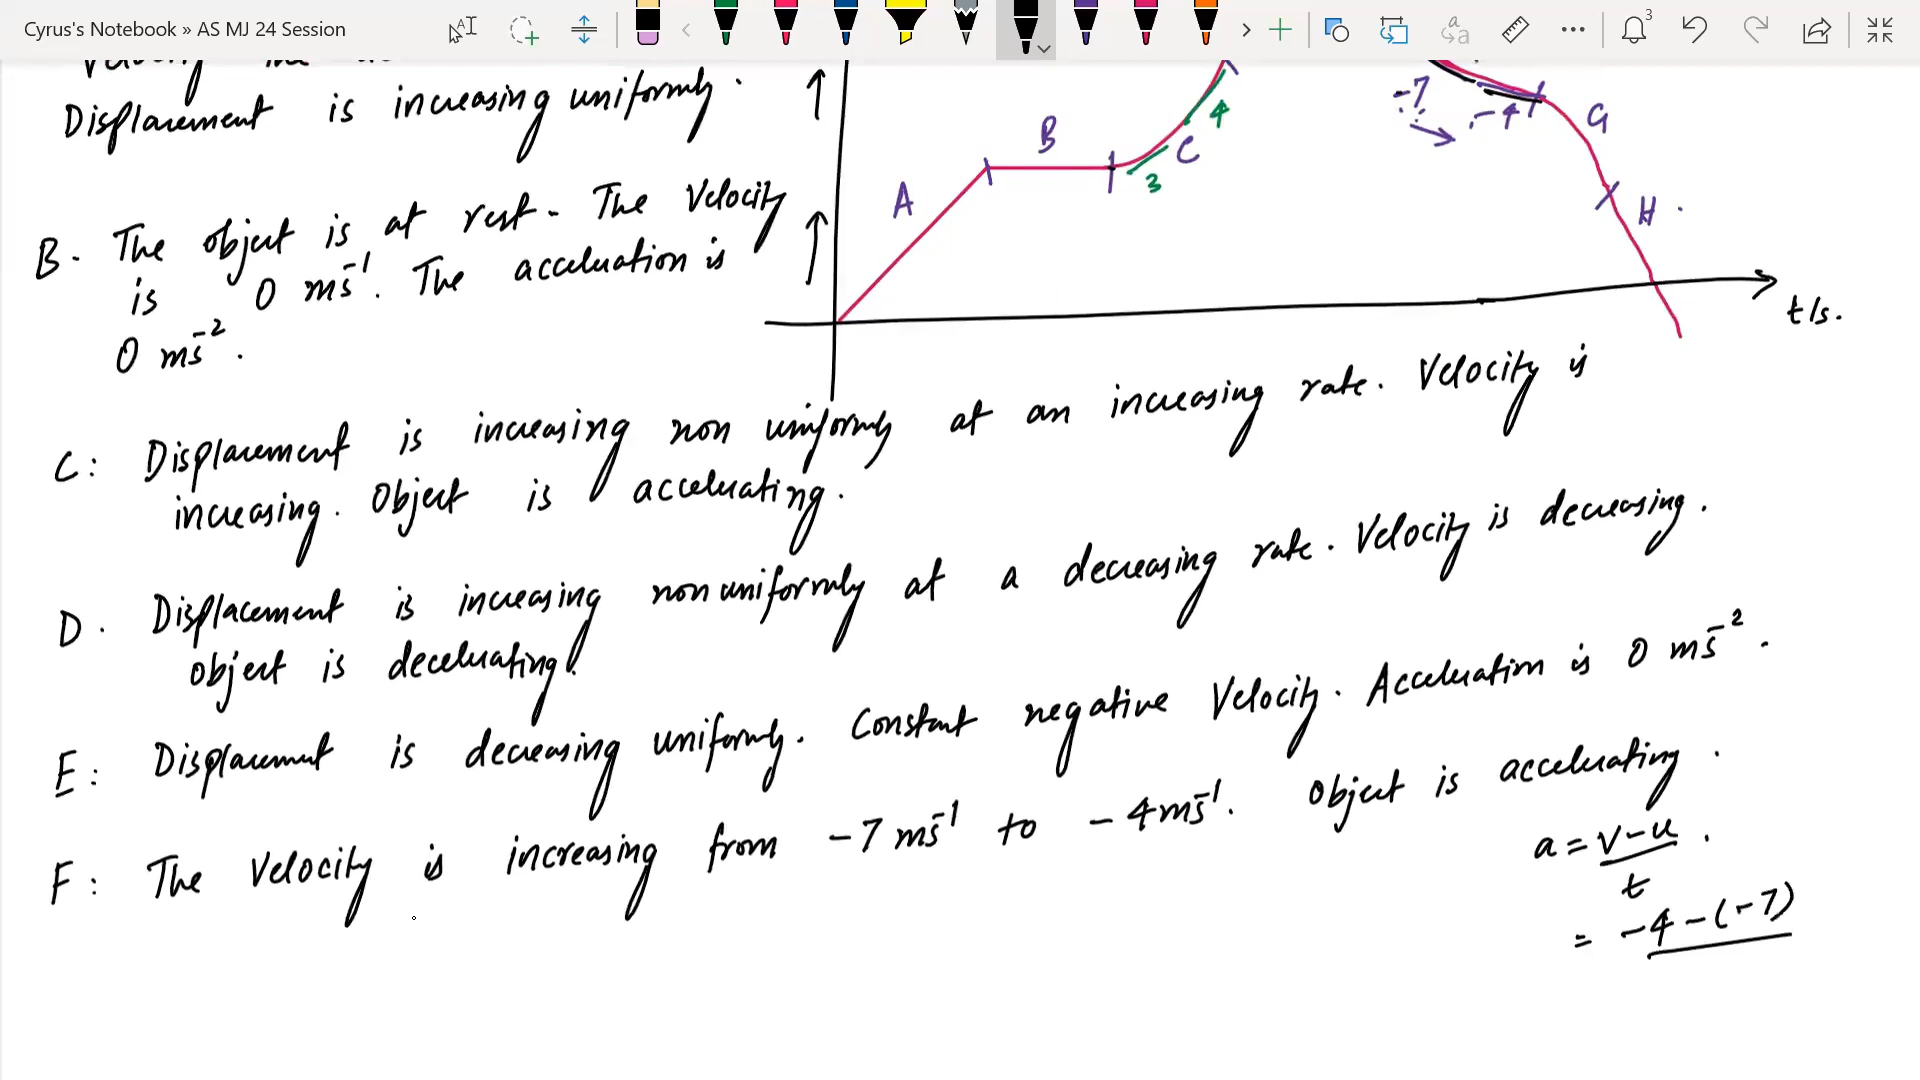 Cyrus's Notebook » AS MJ 24 Session
3
Velocity
Displacement is increasing uniformly.
B. The object is at rest. The Velocity
is 0 ms⁻¹. The acceleration is
0 ms⁻².
A
B
C
3
4
-7
-4
G
H.
t/s.
C: Displacement is increasing non uniformly at an increasing rate. Velocity is
increasing. Object is accelerating.
D. Displacement is increasing non uniformly at a decreasing rate. Velocity is decreasing.
object is decelerating.
E: Displacement is decreasing uniformly. Constant negative Velocity. Acceleration is 0 ms⁻².
F: The Velocity is increasing from -7 ms⁻¹ to -4 ms⁻¹. Object is accelerating.
a = v-u
t
= -4-(-7)